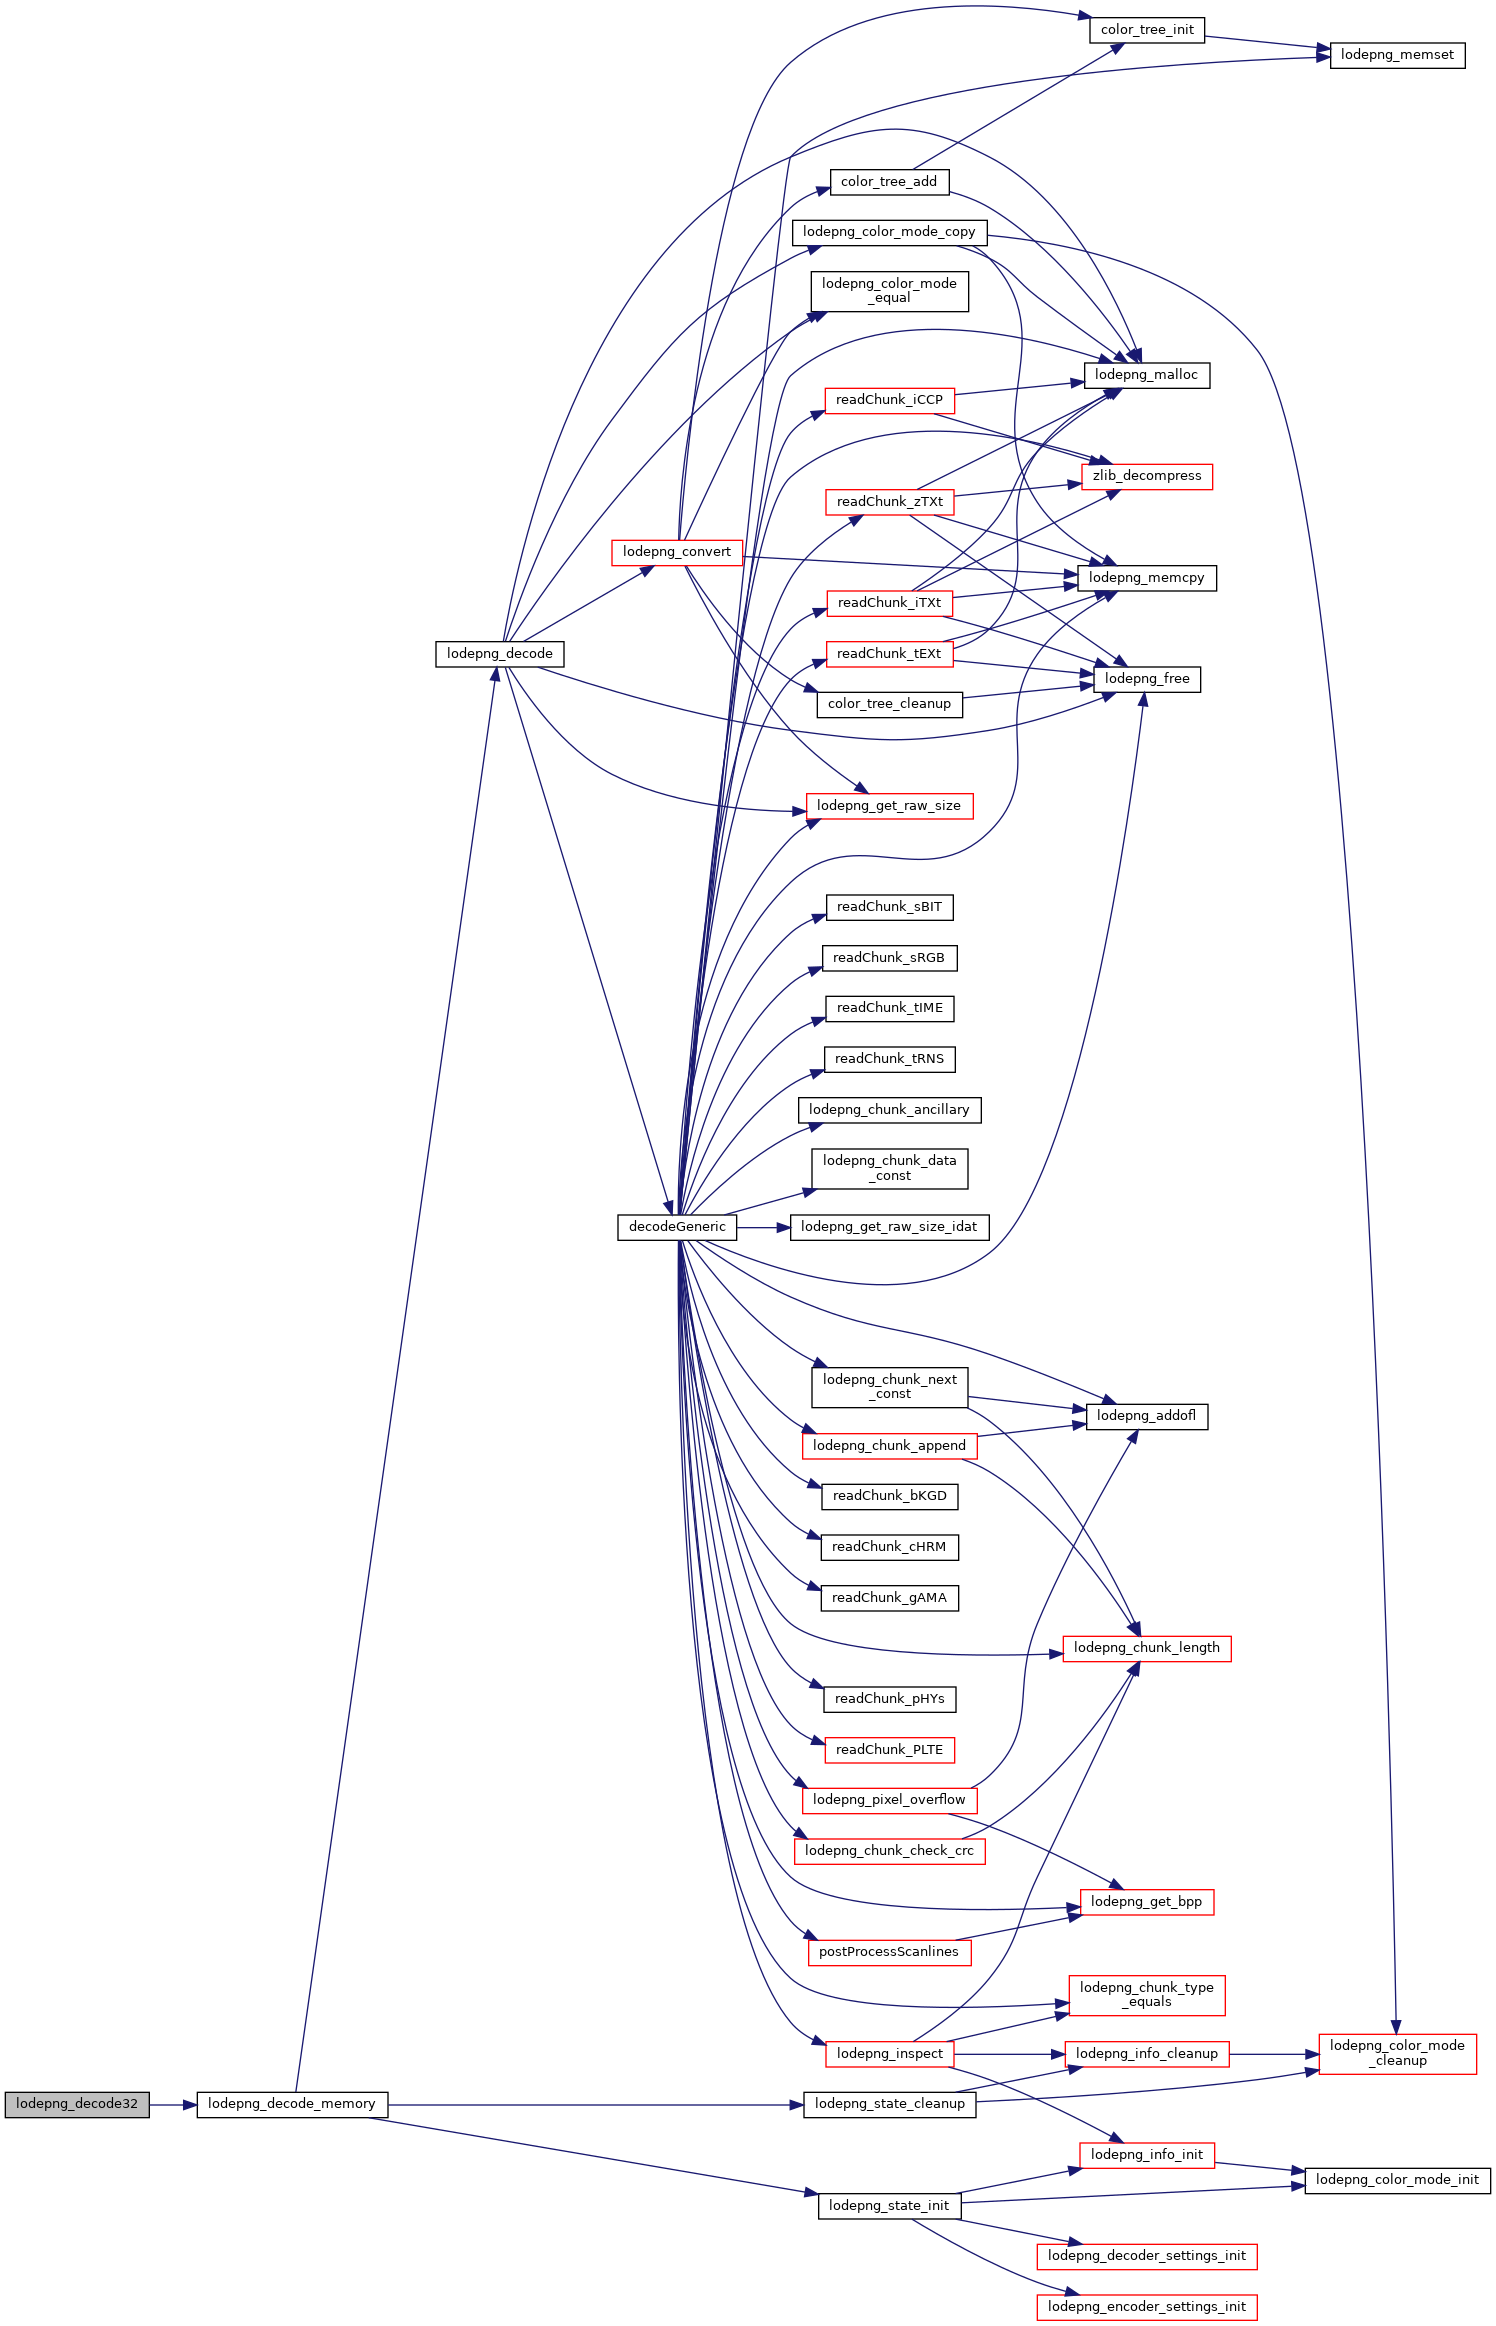 color_tree_init
lodepng_memset
color_tree_add
lodepng_color_mode_copy
lodepng_color_mode
_equal
lodepng_malloc
readChunk_iCCP
zlib_decompress
readChunk_zTXt
lodepng_convert
lodepng_memcpy
readChunk_iTXt
lodepng_decode
readChunk_tEXt
lodepng_free
color_tree_cleanup
lodepng_get_raw_size
readChunk_sBIT
readChunk_sRGB
readChunk_tIME
readChunk_tRNS
lodepng_chunk_ancillary
lodepng_chunk_data
_const
decodeGeneric
lodepng_get_raw_size_idat
lodepng_chunk_next
_const
lodepng_addofl
lodepng_chunk_append
readChunk_bKGD
readChunk_cHRM
readChunk_gAMA
lodepng_chunk_length
readChunk_pHYs
readChunk_PLTE
lodepng_pixel_overflow
lodepng_chunk_check_crc
lodepng_get_bpp
postProcessScanlines
lodepng_chunk_type
_equals
lodepng_inspect
lodepng_info_cleanup
lodepng_color_mode
_cleanup
lodepng_decode32
lodepng_decode_memory
lodepng_state_cleanup
lodepng_info_init
lodepng_color_mode_init
lodepng_state_init
lodepng_decoder_settings_init
lodepng_encoder_settings_init